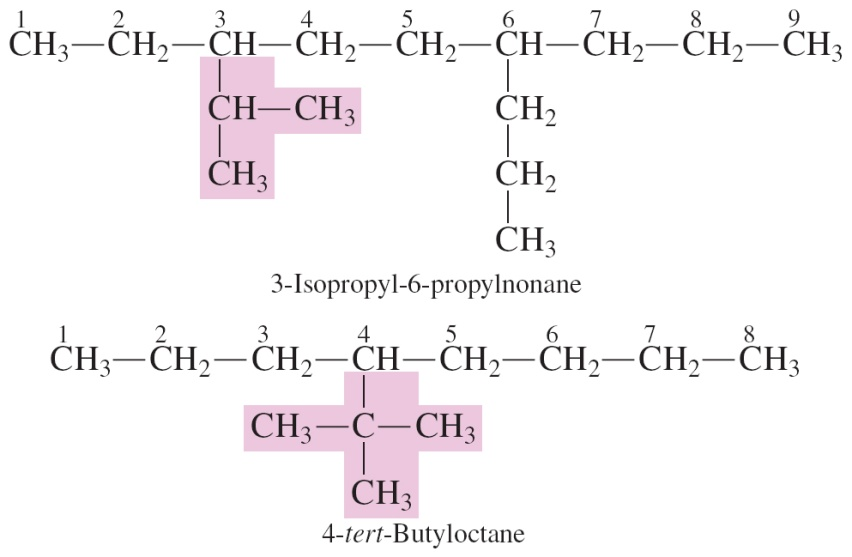 1 2 3 4 5 6 7 8 9
CH₃—CH₂—CH—CH₂—CH₂—CH—CH₂—CH₂—CH₃
CH—CH₃ CH₂
CH₃ CH₂
CH₃
3-Isopropyl-6-propylnonane
1 2 3 4 5 6 7 8
CH₃—CH₂—CH₂—CH—CH₂—CH₂—CH₂—CH₃
CH₃—C—CH₃
CH₃
4-tert-Butyloctane